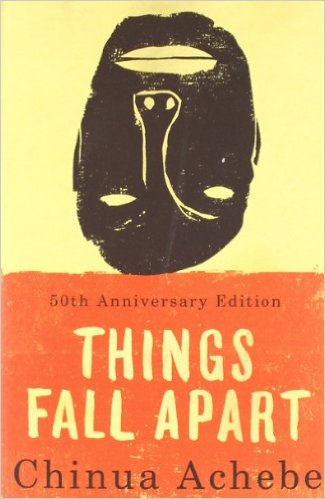 50th Anniversary Edition
THINGS
FALL APART
Chinua Achebe